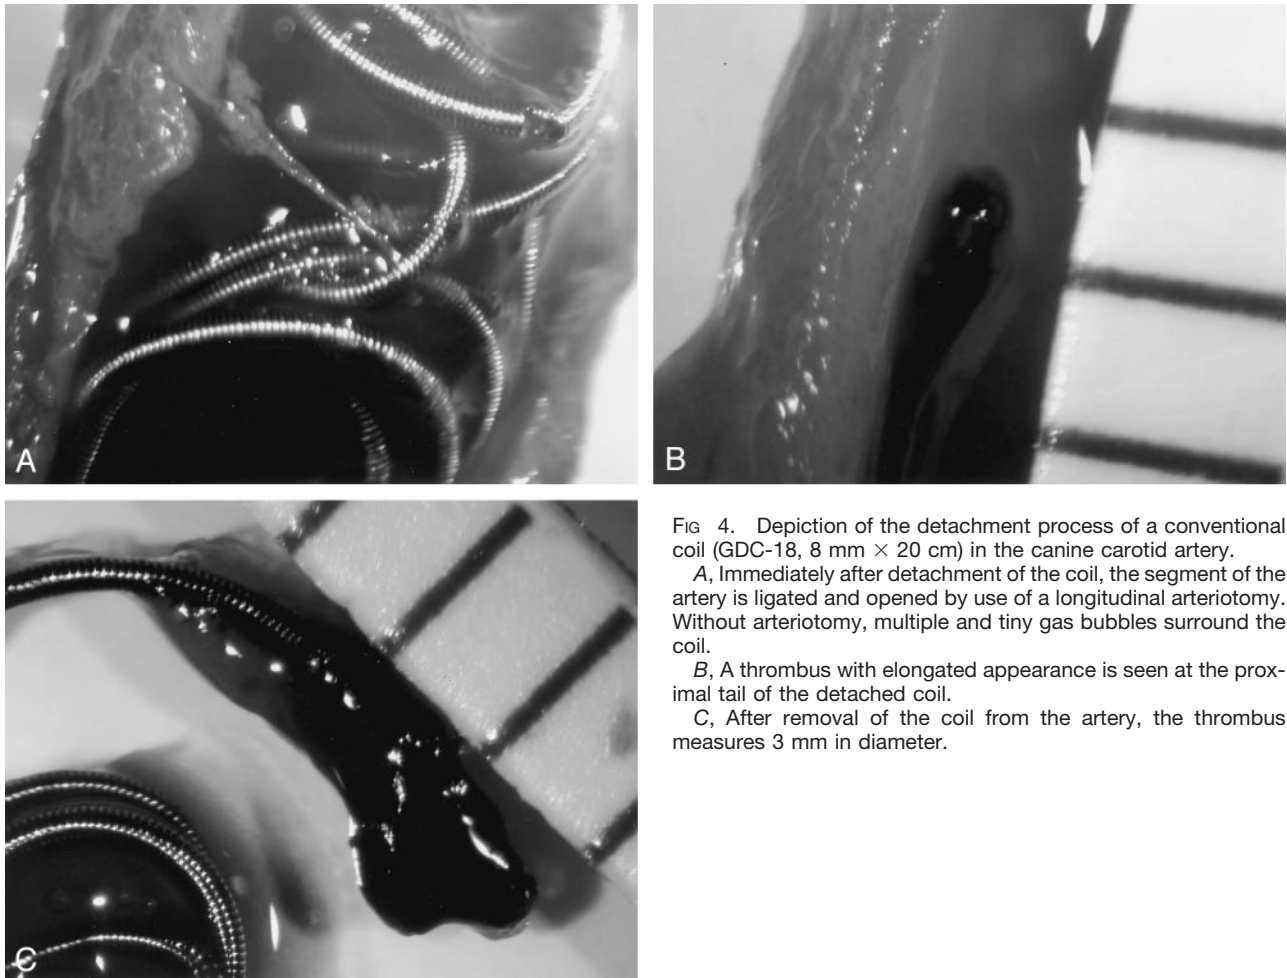 A
B
C
FIG 4. Depiction of the detachment process of a conventional
coil (GDC-18, 8 mm × 20 cm) in the canine carotid artery.
A, Immediately after detachment of the coil, the segment of the
artery is ligated and opened by use of a longitudinal arteriotomy.
Without arteriotomy, multiple and tiny gas bubbles surround the
coil.
B, A thrombus with elongated appearance is seen at the prox-
imal tail of the detached coil.
C, After removal of the coil from the artery, the thrombus
measures 3 mm in diameter.